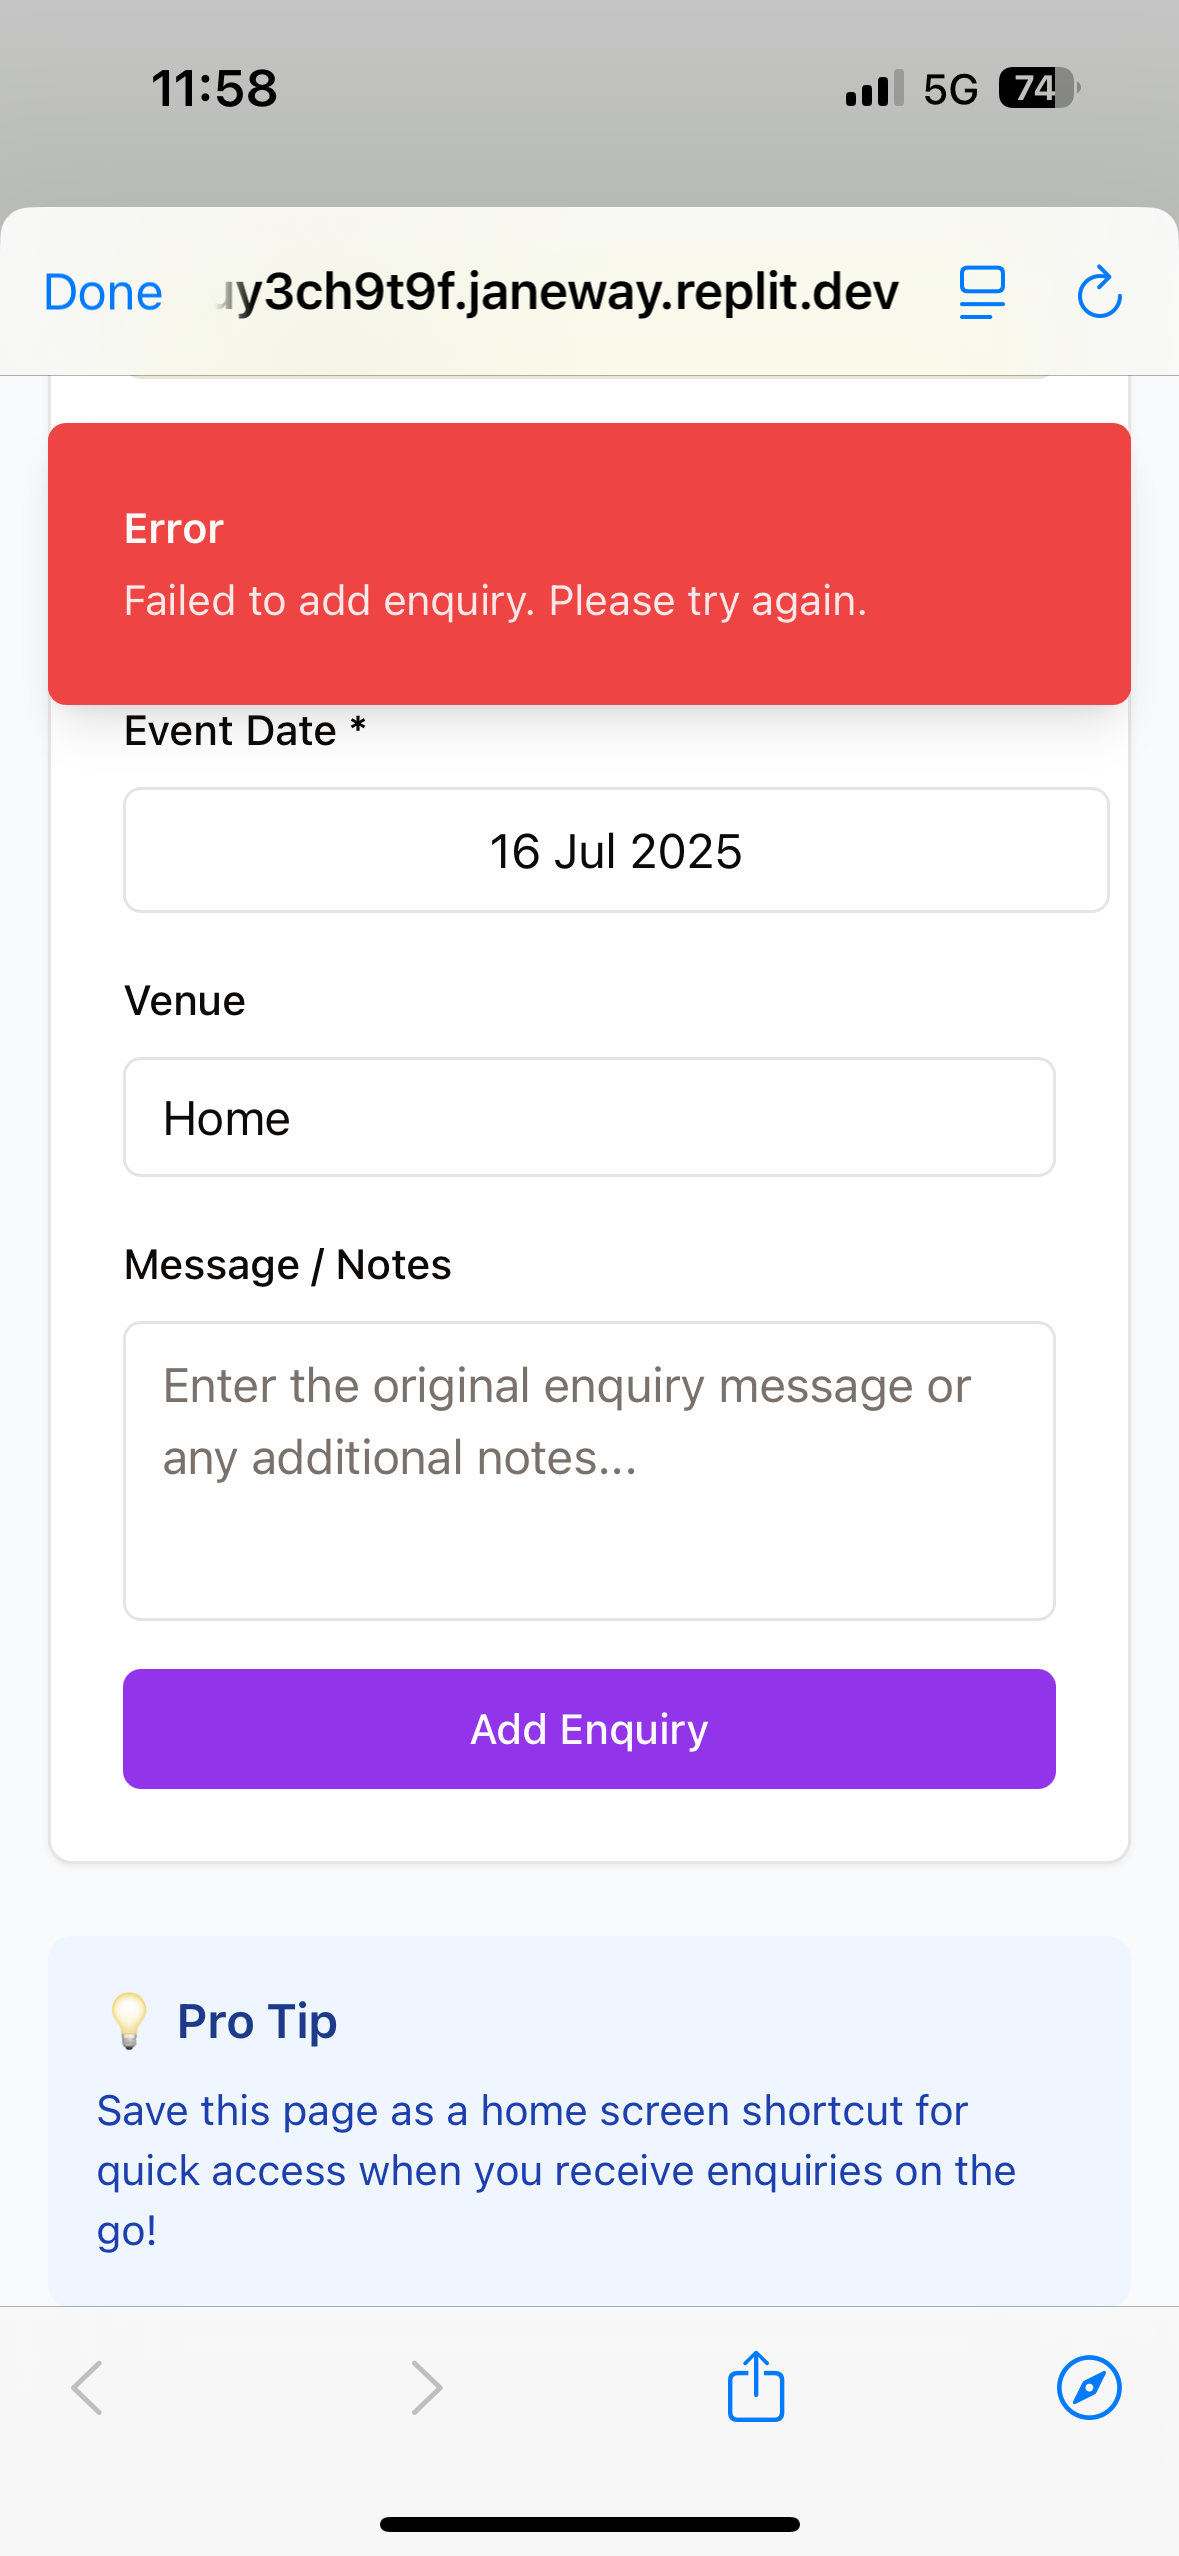 11:58
5G
74
Done
y3ch9t9f.janeway.replit.dev
Error
Failed to add enquiry. Please try again.
Event Date *
16 Jul 2025
Venue
Home
Message / Notes
Enter the original enquiry message or
any additional notes...
Add Enquiry
Pro Tip
Save this page as a home screen shortcut for
quick access when you receive enquiries on the
go!